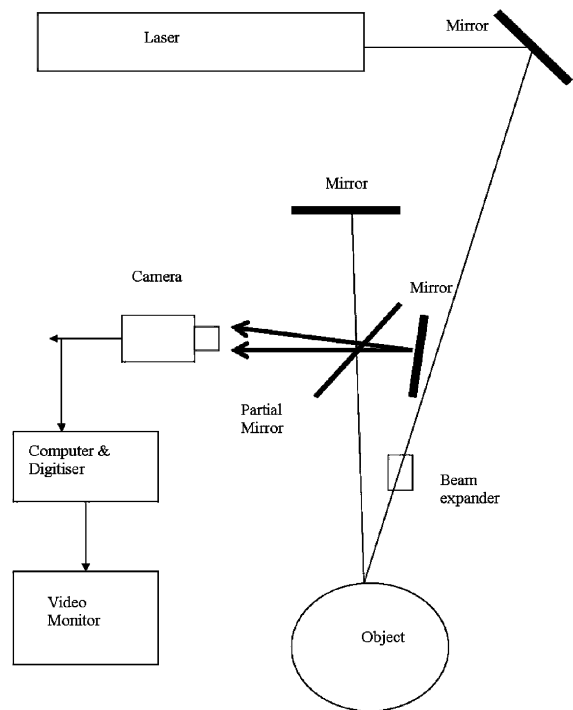 Mirror
Laser
Mirror
Camera
Mirror
Partial
Mirror
Computer &
Digitiser
Beam
expander
Video
Monitor
Object